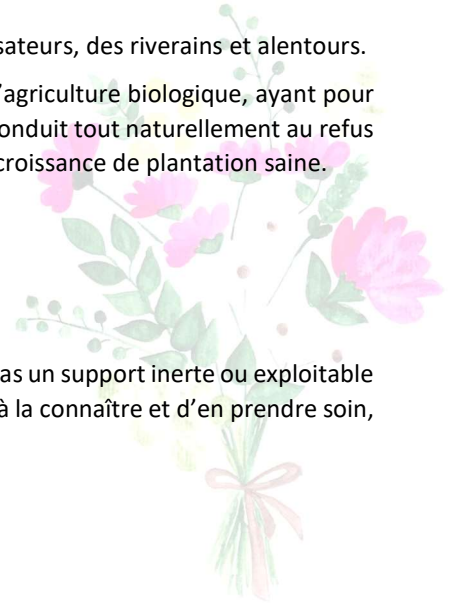 sateurs, des riverains et alentours.
’agriculture biologique, ayant pour
onduit tout naturellement au refus
croissance de plantation saine.
as un support inerte ou exploitable
à la connaître et d’en prendre soin,